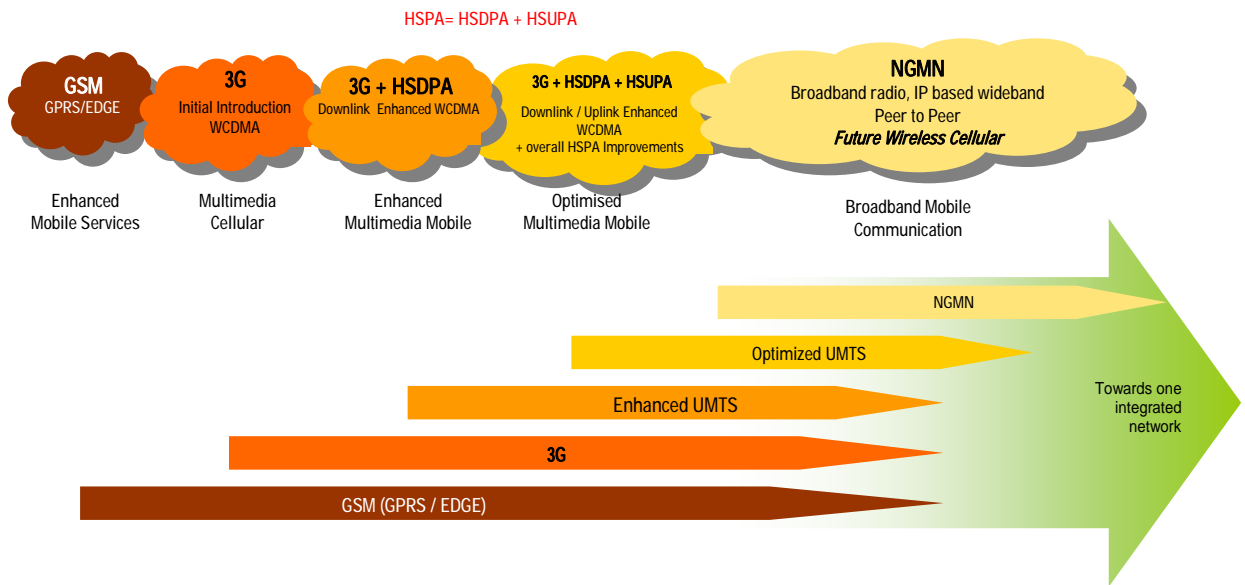 HSPA= HSDPA + HSUPA
GSM
GPRS/EDGE
3G
Initial Introduction
WCDMA
3G + HSDPA
Downlink Enhanced WCDMA
3G + HSDPA + HSUPA
Downlink / Uplink Enhanced
WCDMA
+ overall HSPA Improvements
NGMN
Broadband radio, IP based wideband
Peer to Peer
Future Wireless Cellular
Enhanced
Mobile Services
Multimedia
Cellular
Enhanced
Multimedia Mobile
Optimised
Multimedia Mobile
Broadband Mobile
Communication
NGMN
Optimized UMTS
Enhanced UMTS
3G
GSM (GPRS / EDGE)
Towards one
integrated
network